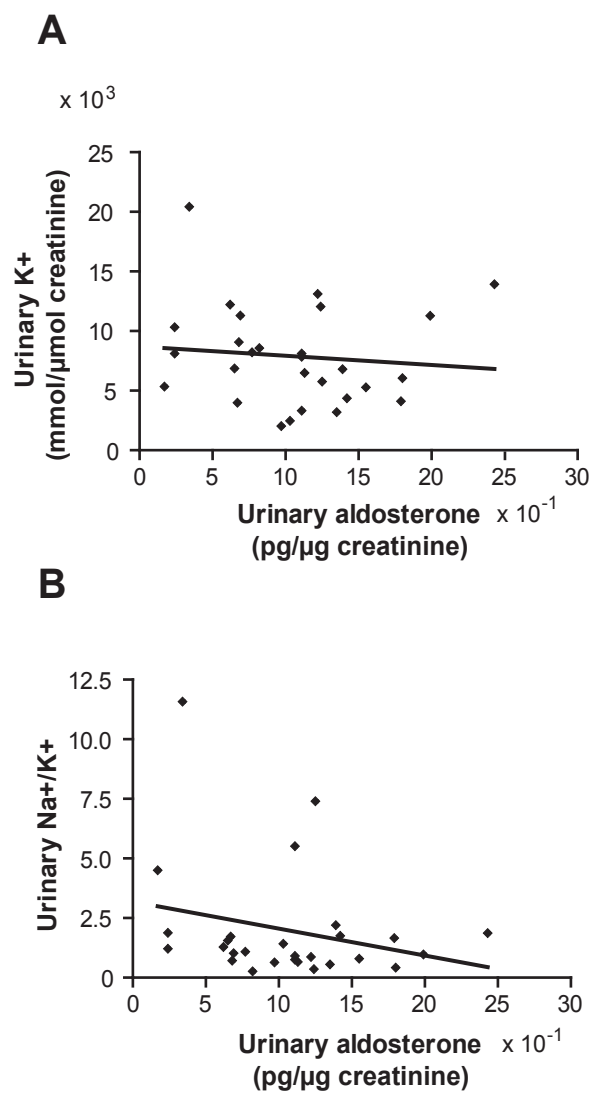 A
x 10³
25
20
15
10
5
0
Urinary K+
(mmol/µmol creatinine)
0 5 10 15 20 25 30
Urinary aldosterone x 10⁻¹
(pg/µg creatinine)
B
12.5
10.0
7.5
5.0
2.5
0
Urinary Na+/K+
0 5 10 15 20 25 30
Urinary aldosterone x 10⁻¹
(pg/µg creatinine)